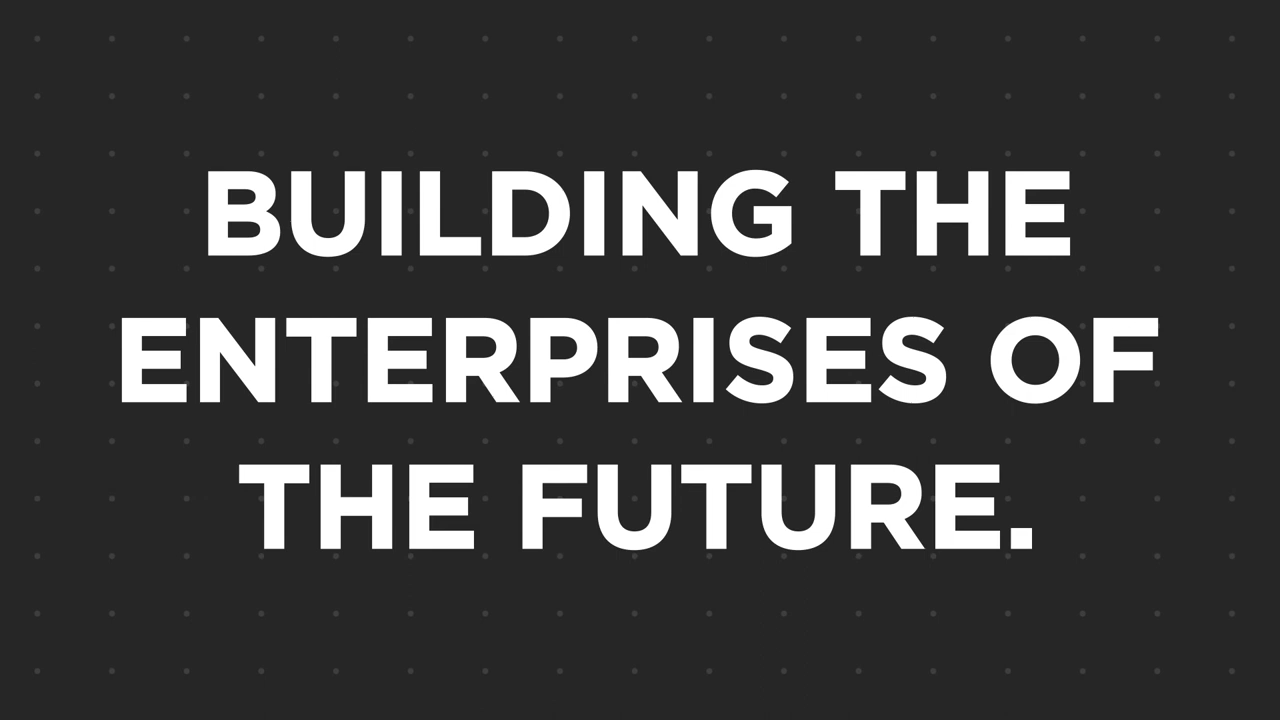 BUILDING THE
ENTERPRISES OF
THE FUTURE.